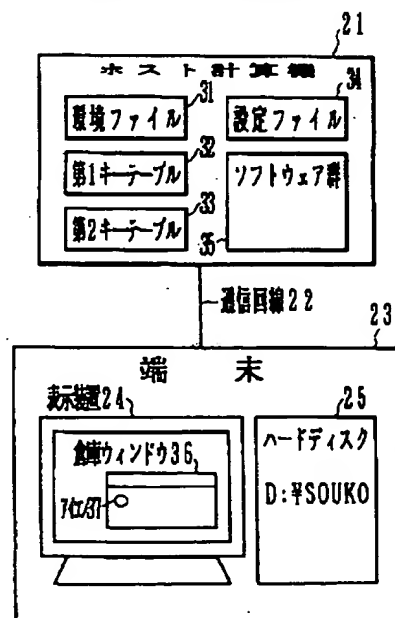 21
ホスト計算機
31
34
環境ファイル
設定ファイル
32
第1キーテーブル
ソフトウェア群
33
第2キーテーブル
35
通信回線22
23
端末
表示装置24
25
倉庫ウィンドウ36
ハードディスク
D:¥SOUKO
アイコン37